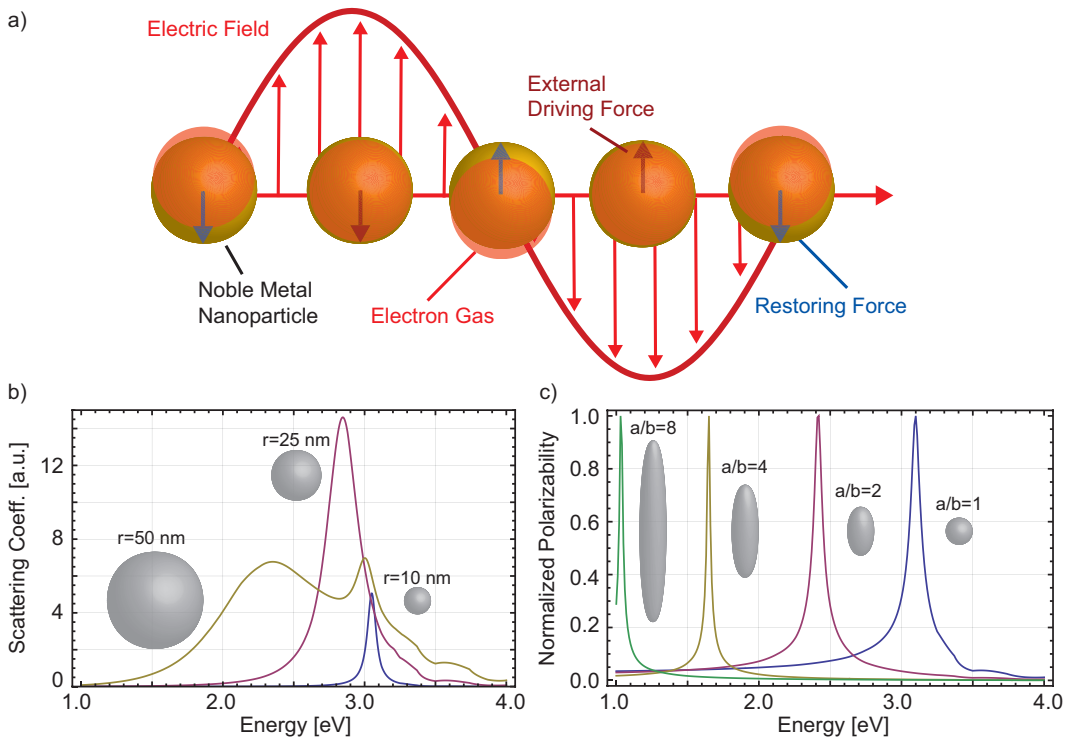 a)
Electric Field
External
Driving Force
Noble Metal
Nanoparticle
Electron Gas
Restoring Force
b)
Scattering Coeff. [a.u.]
12
8
4
0
r=25 nm
r=50 nm
r=10 nm
1.0
2.0
3.0
4.0
Energy [eV]
c)
Normalized Polarizability
1.0
0.8
0.6
0.4
0.2
0.0
a/b=8
a/b=4
a/b=2
a/b=1
1.0
2.0
3.0
4.0
Energy [eV]